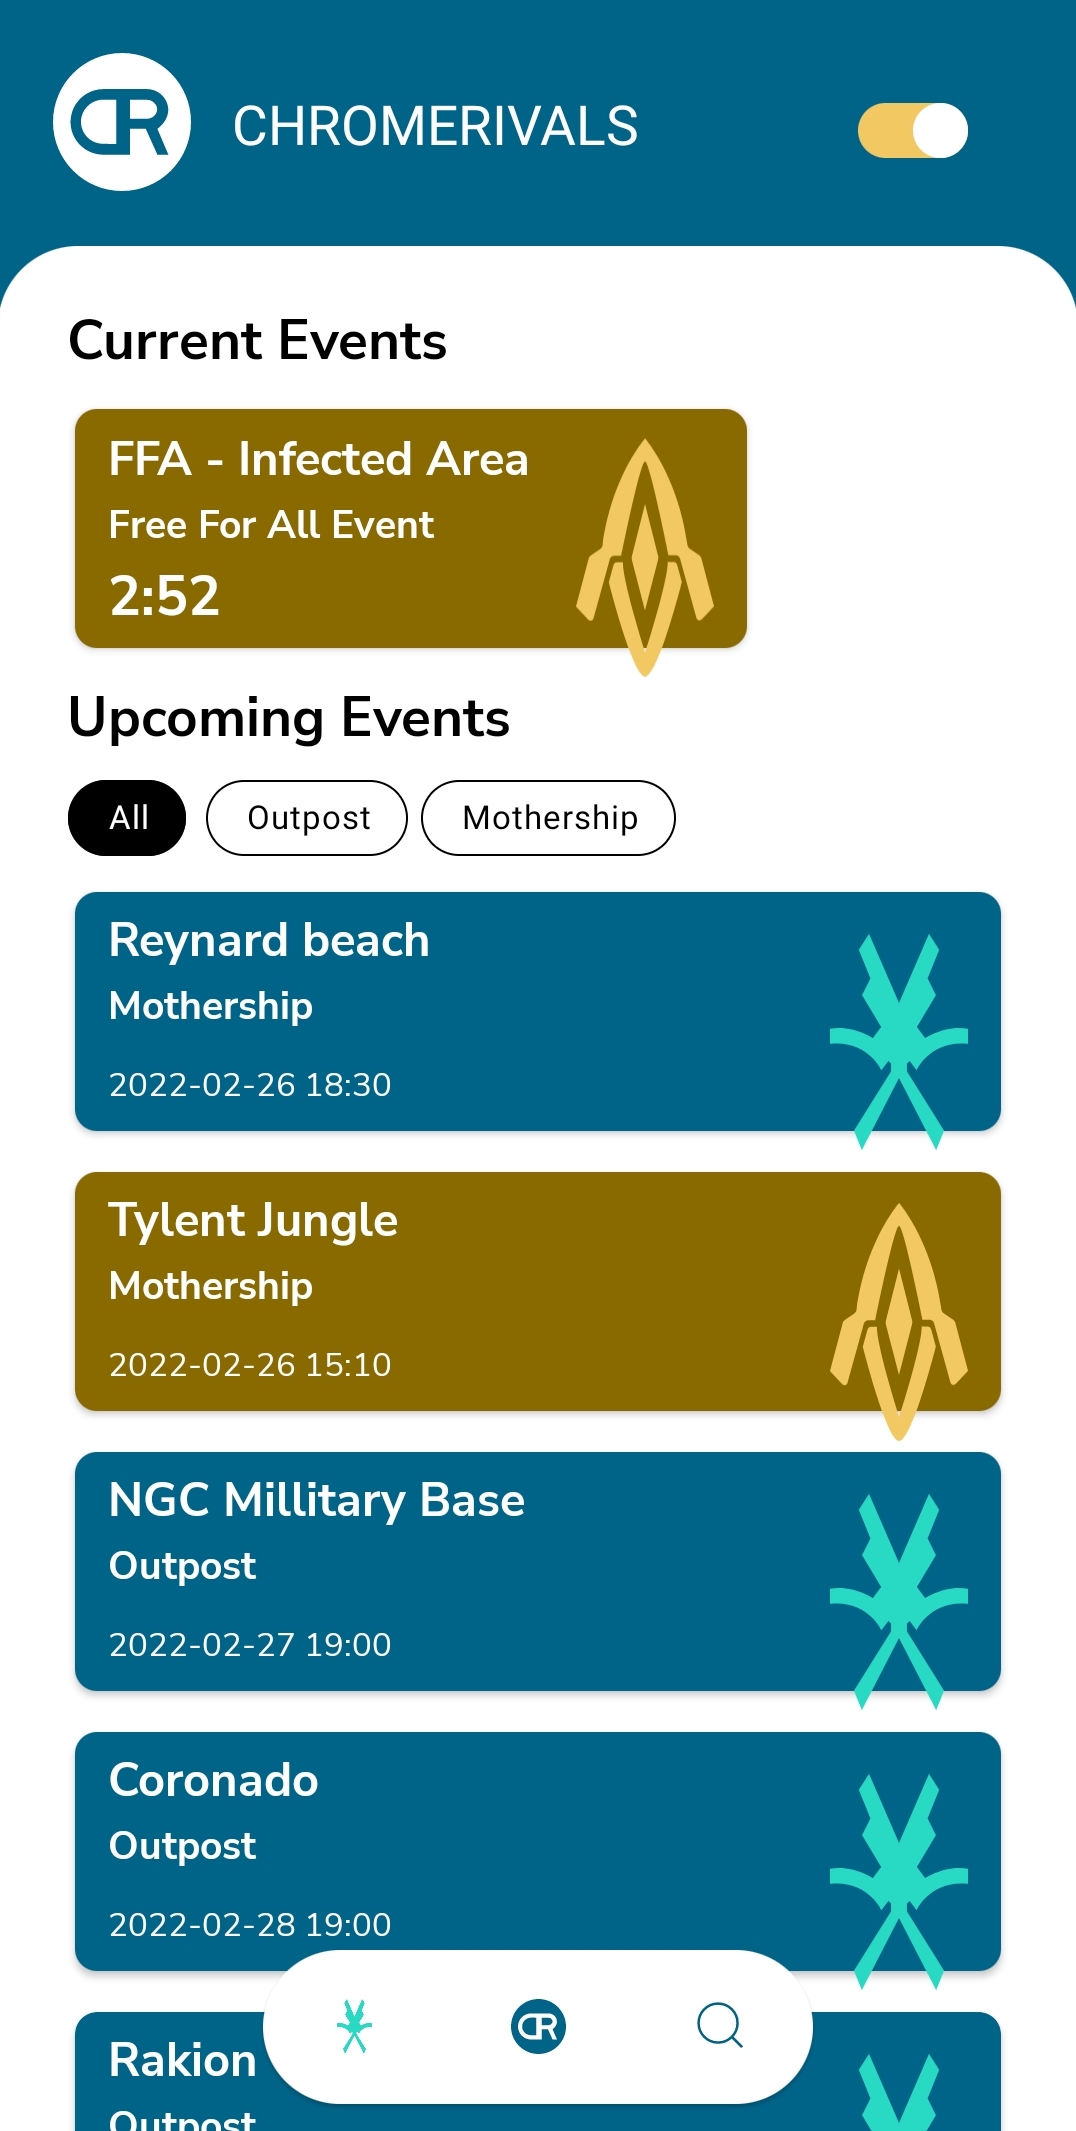 CR
CHROMERIVALS
Current Events
FFA - Infected Area
Free For All Event
2:52
Upcoming Events
All Outpost Mothership
Reynard beach
Mothership
2022-02-26 18:30
Tylent Jungle
Mothership
2022-02-26 15:10
NGC Millitary Base
Outpost
2022-02-27 19:00
Coronado
Outpost
2022-02-28 19:00
Rakion
Outpost
CR